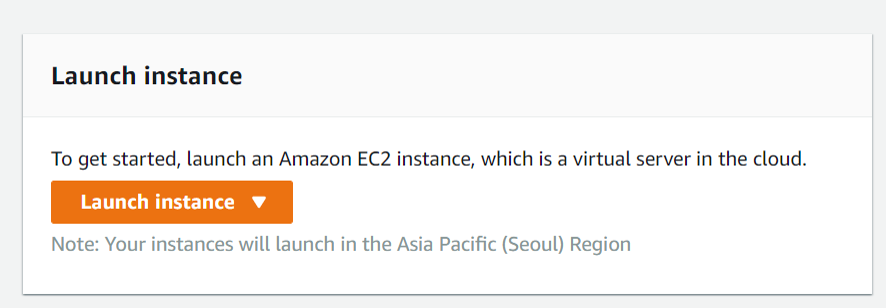 Launch instance
To get started, launch an Amazon EC2 instance, which is a virtual server in the cloud.
Launch instance
Note: Your instances will launch in the Asia Pacific (Seoul) Region